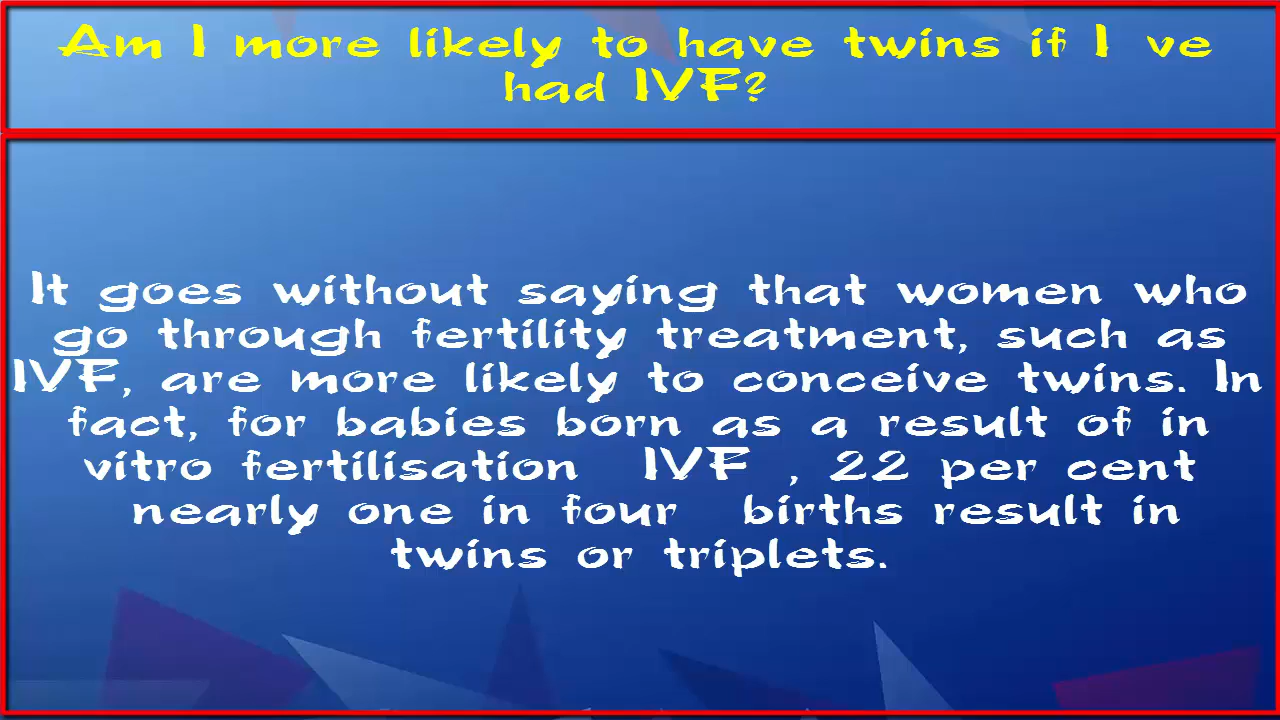 Am I more likely to have twins if I ve
had IVF?
It goes without saying that women who
go through fertility treatment, such as
IVF, are more likely to conceive twins. In
fact, for babies born as a result of in
vitro fertilisation IVF , 22 per cent
nearly one in four births result in
twins or triplets.